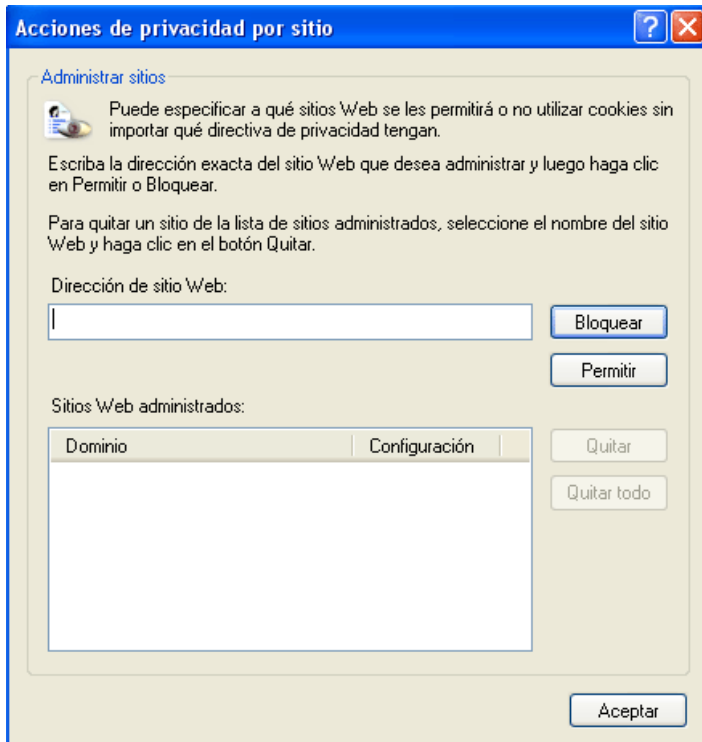 Acciones de privacidad por sitio
Administrar sitios
Puede especificar a qué sitios Web se les permitirá o no utilizar cookies sin
importar qué directiva de privacidad tengan.
Escriba la dirección exacta del sitio Web que desea administrar y luego haga clic
en Permitir o Bloquear.
Para quitar un sitio de la lista de sitios administrados, seleccione el nombre del sitio
Web y haga clic en el botón Quitar.
Dirección de sitio Web:
Bloquear
Permitir
Sitios Web administrados:
Dominio Configuración
Quitar
Quitar todo
Aceptar